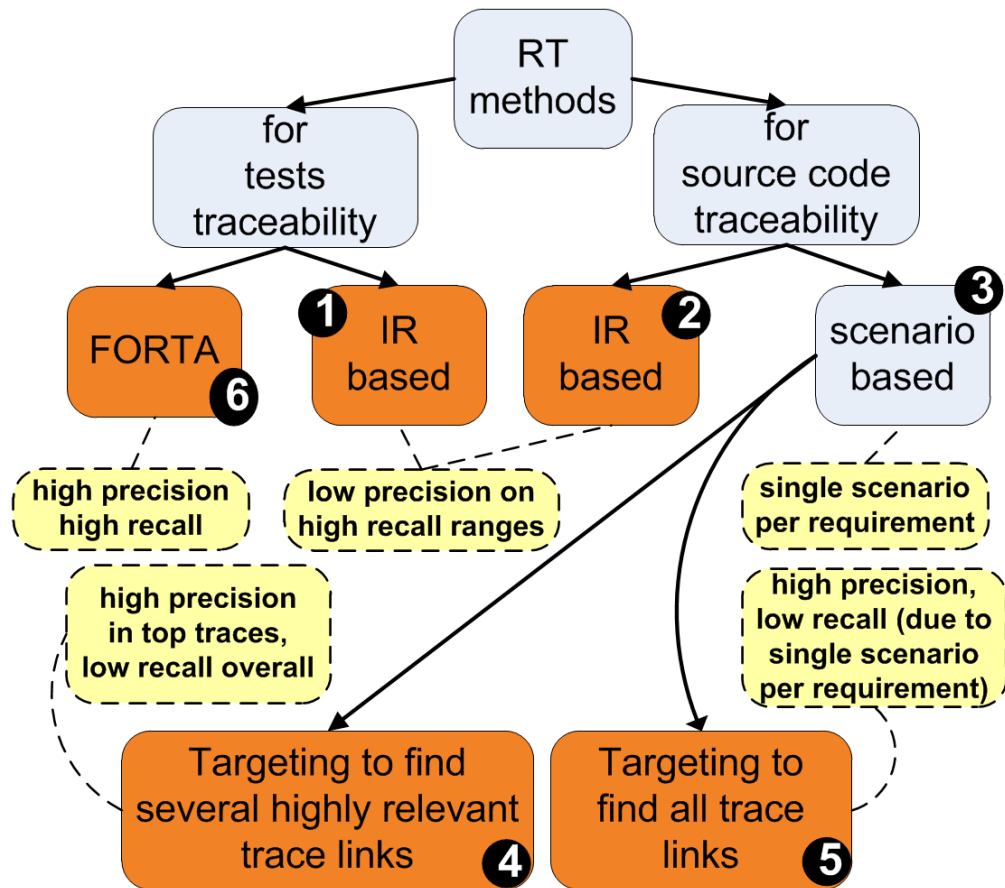 RT
methods
for
tests
traceability
for
source code
traceability
FORTA
6
1
IR
based
2
IR
based
3
scenario
based
high precision
high recall
low precision on
high recall ranges
single scenario
per requirement
high precision
in top traces,
low recall overall
high precision,
low recall (due to
single scenario
per requirement)
Targeting to find
several highly relevant
trace links
4
Targeting to
find all trace
links
5